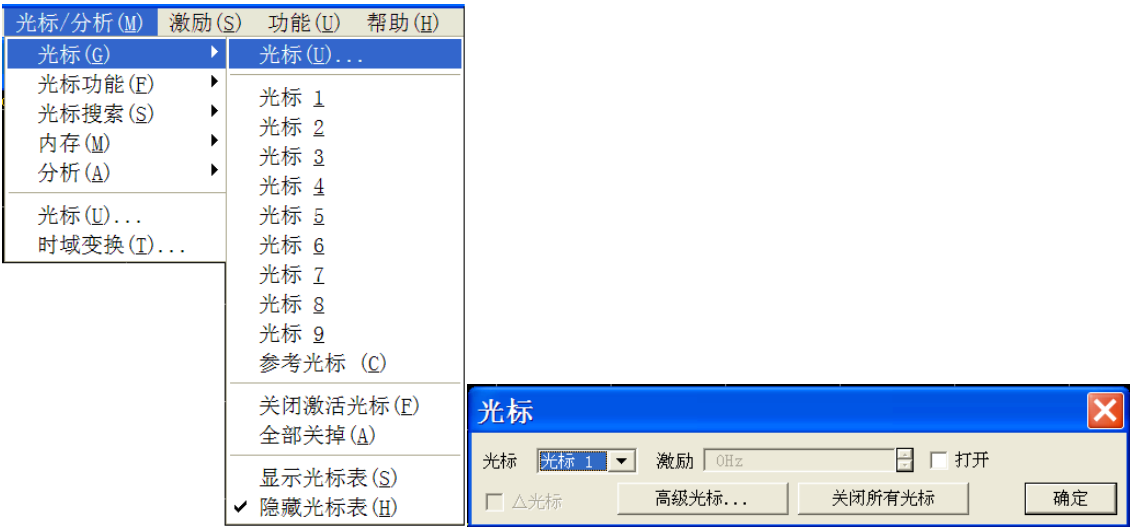 光标/分析(M) 激励(S) 功能(U) 帮助(H)
光标(G)
光标功能(F)
光标搜索(S)
内存(M)
分析(A)
光标(U)...
时域变换(T)...
光标(U)...
光标 1
光标 2
光标 3
光标 4
光标 5
光标 6
光标 7
光标 8
光标 9
参考光标 (C)
关闭激活光标(F)
全部关掉(A)
显示光标表(S)
隐藏光标表(H)
光标
光标 光标 1 激励 0Hz 打开
△光标 高级光标... 关闭所有光标 确定